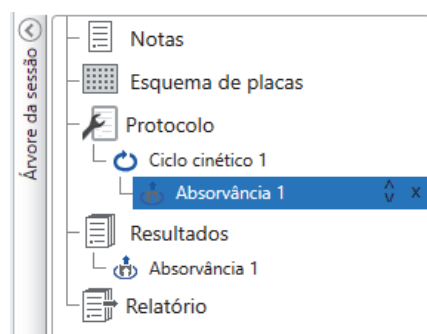 Árvore da sessão
Notas
Esquema de placas
Protocolo
Ciclo cinético 1
Absorvância 1 x
Resultados
Absorvância 1
Relatório